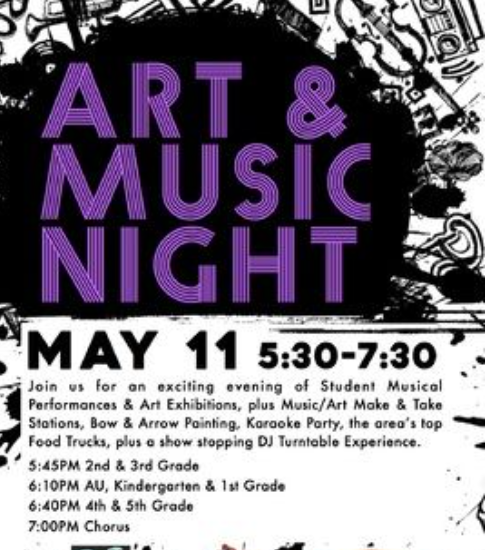 ART &
MUSIC
NIGHT
MAY 11 5:30-7:30
Join us for an exciting evening of Student Musical
Performances & Art Exhibitions, plus Music/Art Make & Take
Stations, Bow & Arrow Painting, Karaoke Party, the area's top
Food Trucks, plus a show stopping DJ Turntable Experience.
5:45PM 2nd & 3rd Grade
6:10PM AU, Kindergarten & 1st Grade
6:40PM 4th & 5th Grade
7:00PM Chorus